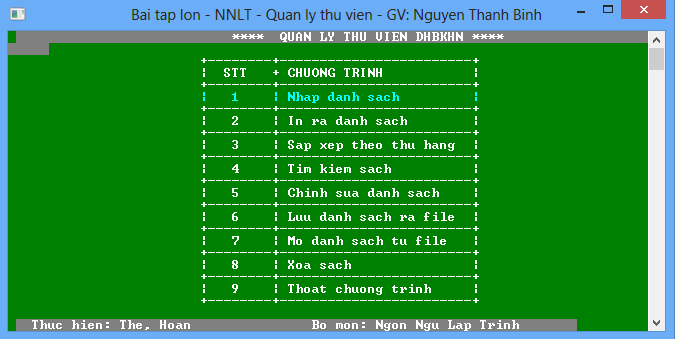 Bai tap lon - NNLT - Quan ly thu vien - GV: Nguyen Thanh Binh
**** QUAN LY THU VIEN DHBKHN ****
STT + CHUONG TRINH
1 Nhap danh sach
2 In ra danh sach
3 Sap xep theo thu hang
4 Tim kiem sach
5 Chinh sua danh sach
6 Luu danh sach ra file
7 Mo danh sach tu file
8 Xoa sach
9 Thoat chuong trinh
Thuc hien: The, Hoan Bo mon: Ngon Ngu Lap Trinh